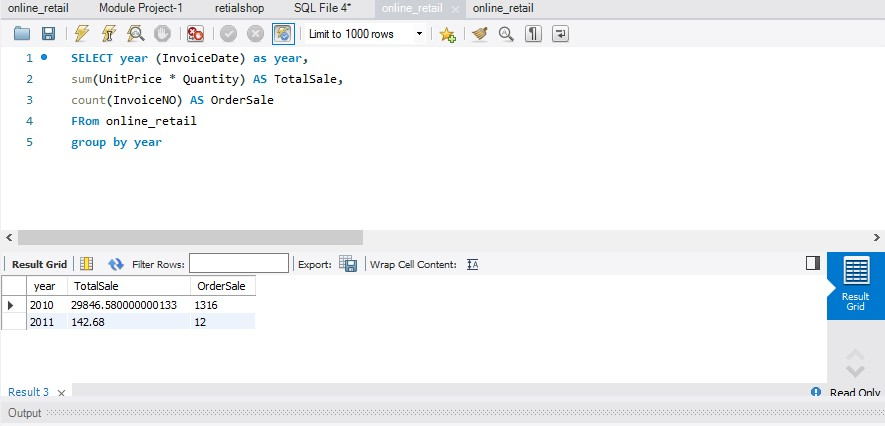 online_retail Module Project-1 retialshop SQL File 4* online_retail × online_retail
Limit to 1000 rows
1 SELECT year (InvoiceDate) as year,
2 sum(UnitPrice * Quantity) AS TotalSale,
3 count(InvoiceNO) AS OrderSale
4 FRom online_retail
5 group by year
Result Grid Filter Rows: Export: Wrap Cell Content: IA
year TotalSale OrderSale
2010 29846.580000000133 1316
2011 142.68 12
Result
Grid
Result 3 × Read Only
Output